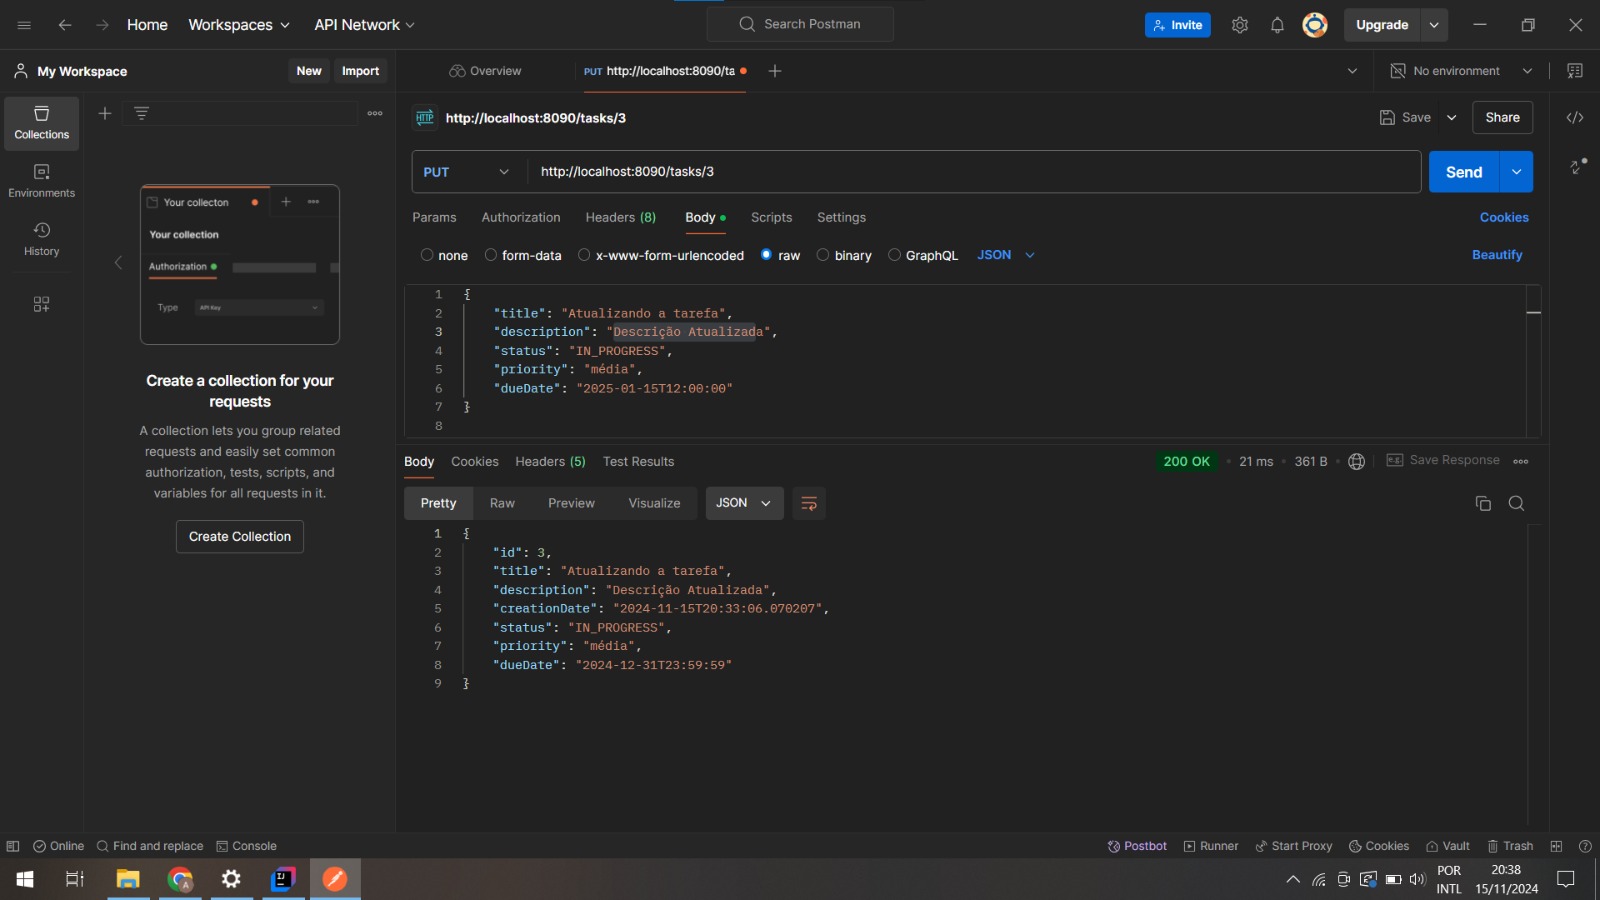 Home Workspaces API Network Search Postman Invite Upgrade
My Workspace New Import Overview PUT http://localhost:8090/ta No environment
Collections
Environments
History
Your collecton
Your collection
Authorization
Type API Key
Create a collection for your
requests
A collection lets you group related
requests and easily set common
authorization, tests, scripts, and
variables for all requests in it.
Create Collection
HTTP http://localhost:8090/tasks/3 Save Share
PUT http://localhost:8090/tasks/3 Send
Params Authorization Headers (8) Body Scripts Settings Cookies
none form-data x-www-form-urlencoded raw binary GraphQL JSON Beautify
1 {
2 "title": "Atualizando a tarefa",
3 "description": "Descrição Atualizada",
4 "status": "IN_PROGRESS",
5 "priority": "média",
6 "dueDate": "2025-01-15T12:00:00"
7 }
8
Body Cookies Headers (5) Test Results 200 OK 21 ms 361 B Save Response
Pretty Raw Preview Visualize JSON
1 {
2 "id": 3,
3 "title": "Atualizando a tarefa",
4 "description": "Descrição Atualizada",
5 "creationDate": "2024-11-15T20:33:06.070207",
6 "status": "IN_PROGRESS",
7 "priority": "média",
8 "dueDate": "2024-12-31T23:59:59"
9 }
Online Find and replace Console Postbot Runner Start Proxy Cookies Vault Trash
POR 20:38
INTL 15/11/2024